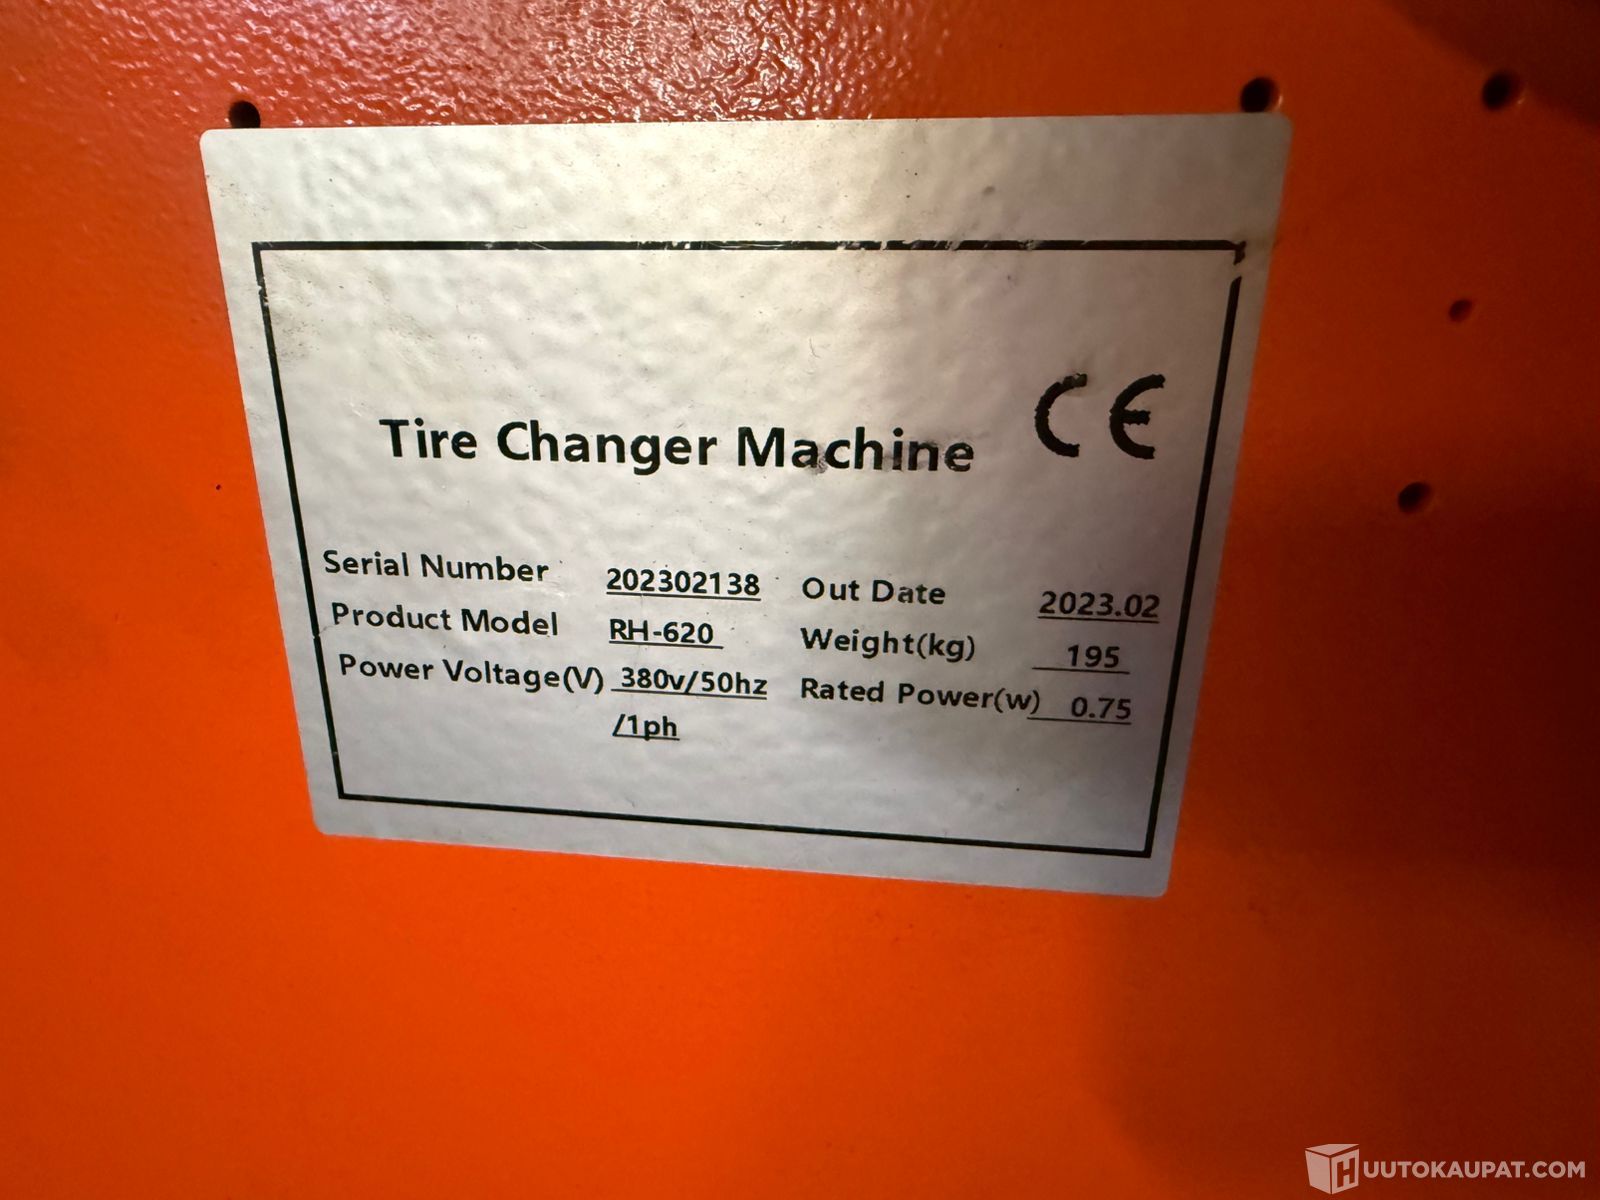 CE
Tire Changer Machine
Serial Number 202302138 Out Date 2023.02
Product Model RH-620 Weight(kg) 195
Power Voltage(V) 380v/50hz Rated Power(w) 0.75
/1ph
HUUTOKAUPAT.COM